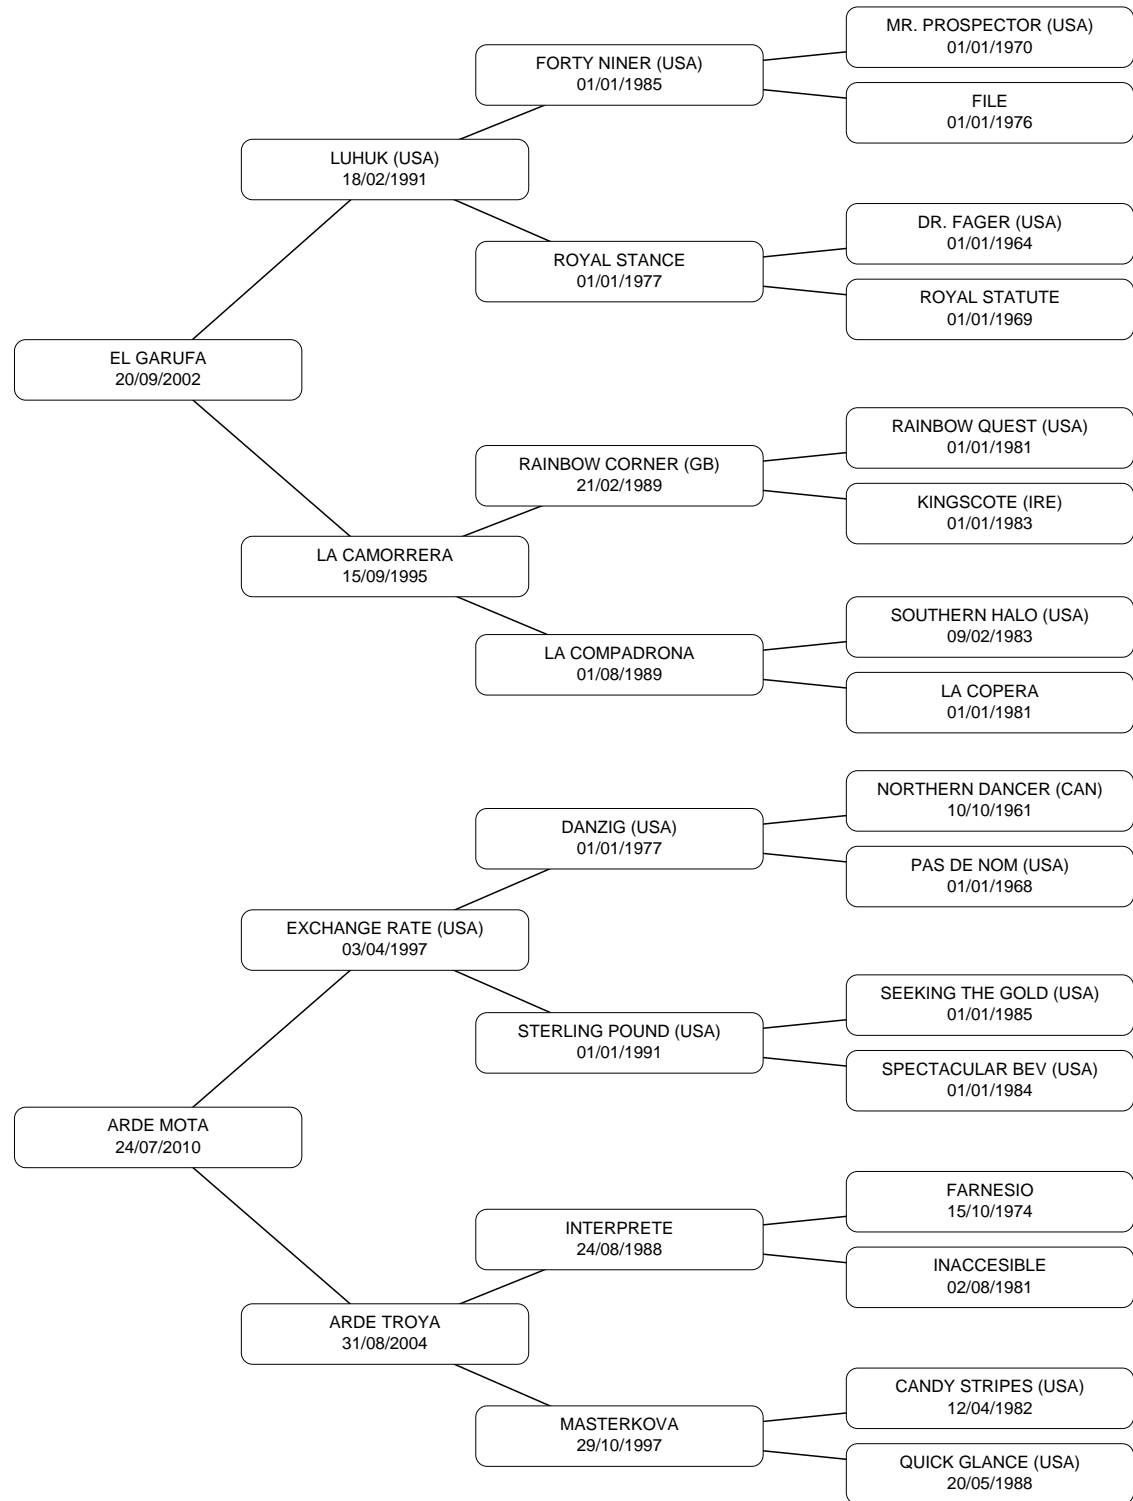 MR. PROSPECTOR (USA)
01/01/1970
FORTY NINER (USA)
01/01/1985
FILE
01/01/1976
LUHUK (USA)
18/02/1991
DR. FAGER (USA)
01/01/1964
ROYAL STANCE
01/01/1977
ROYAL STATUTE
01/01/1969
EL GARUFA
20/09/2002
RAINBOW QUEST (USA)
01/01/1981
RAINBOW CORNER (GB)
21/02/1989
KINGSCOTE (IRE)
01/01/1983
LA CAMORRERA
15/09/1995
SOUTHERN HALO (USA)
09/02/1983
LA COMPADRONA
01/08/1989
LA COPERA
01/01/1981
NORTHERN DANCER (CAN)
10/10/1961
DANZIG (USA)
01/01/1977
PAS DE NOM (USA)
01/01/1968
EXCHANGE RATE (USA)
03/04/1997
SEEKING THE GOLD (USA)
01/01/1985
STERLING POUND (USA)
01/01/1991
SPECTACULAR BEV (USA)
01/01/1984
ARDE MOTA
24/07/2010
FARNESIO
15/10/1974
INTERPRETE
24/08/1988
INACCESIBLE
02/08/1981
ARDE TROYA
31/08/2004
CANDY STRIPES (USA)
12/04/1982
MASTERKOVA
29/10/1997
QUICK GLANCE (USA)
20/05/1988